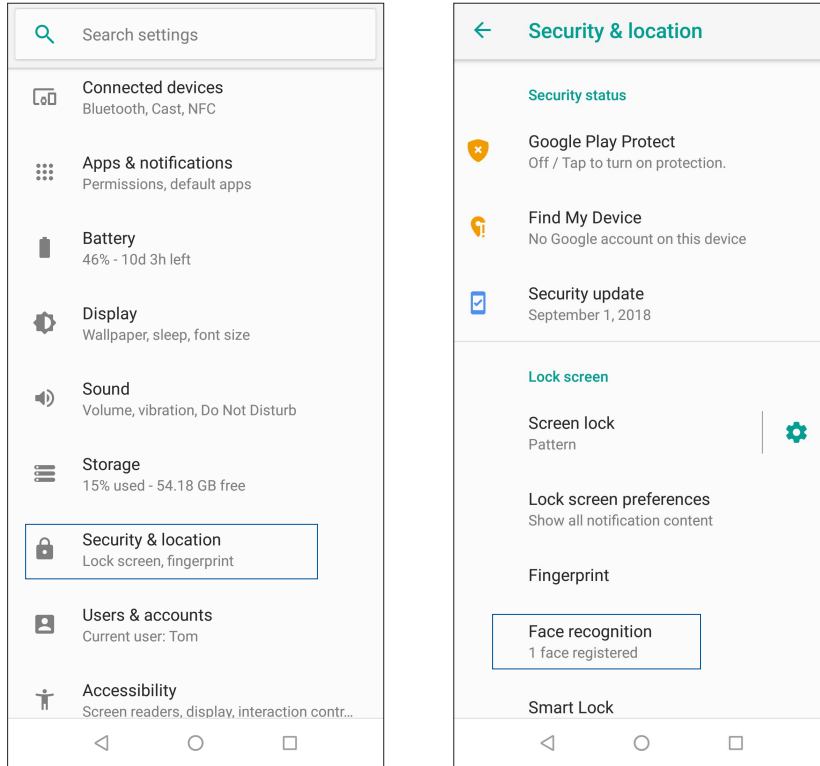 Search settings
Connected devices
Bluetooth, Cast, NFC
Apps & notifications
Permissions, default apps
Battery
46% - 10d 3h left
Display
Wallpaper, sleep, font size
Sound
Volume, vibration, Do Not Disturb
Storage
15% used - 54.18 GB free
Security & location
Lock screen, fingerprint
Users & accounts
Current user: Tom
Accessibility
Screen readers, display, interaction contr...
Security & location
Security status
Google Play Protect
Off / Tap to turn on protection.
Find My Device
No Google account on this device
Security update
September 1, 2018
Lock screen
Screen lock
Pattern
Lock screen preferences
Show all notification content
Fingerprint
Face recognition
1 face registered
Smart Lock